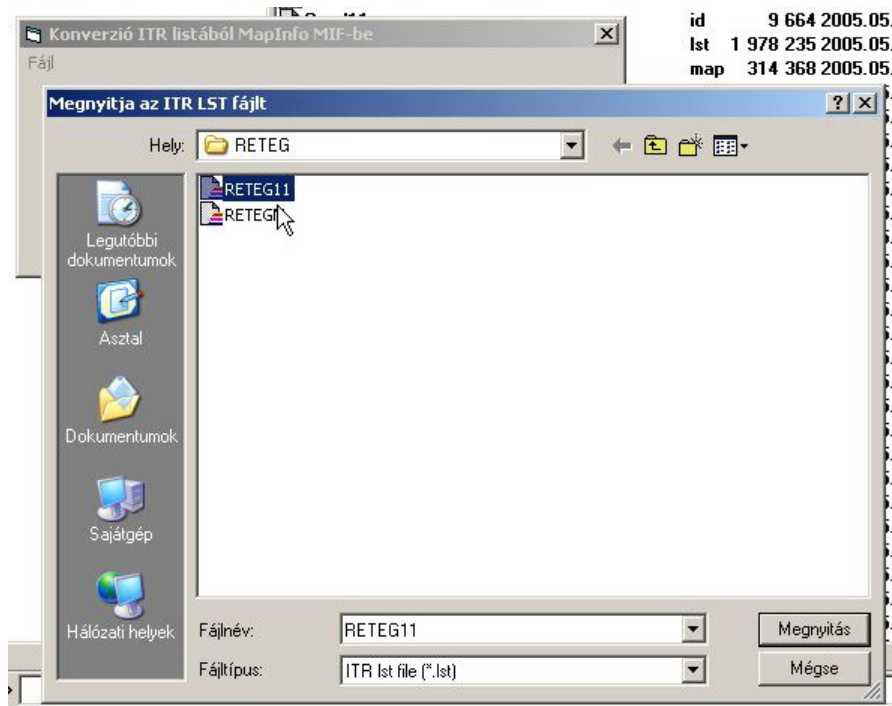 id 9 664 2005.05.
lst 1 978 235 2005.05.
map 314 368 2005.05.
Konverzió ITR listából MapInfo MIF-be
Fájl
Megnyitja az ITR LST fájlt
Hely: RETEG
RETEG11
Legutóbbi
dokumentumok
Asztal
Dokumentumok
Sajátgép
Hálózati helyek
Fájlnév: RETEG11 Megnyitás
Fájltípus: ITR lst file (*.lst) Mégse